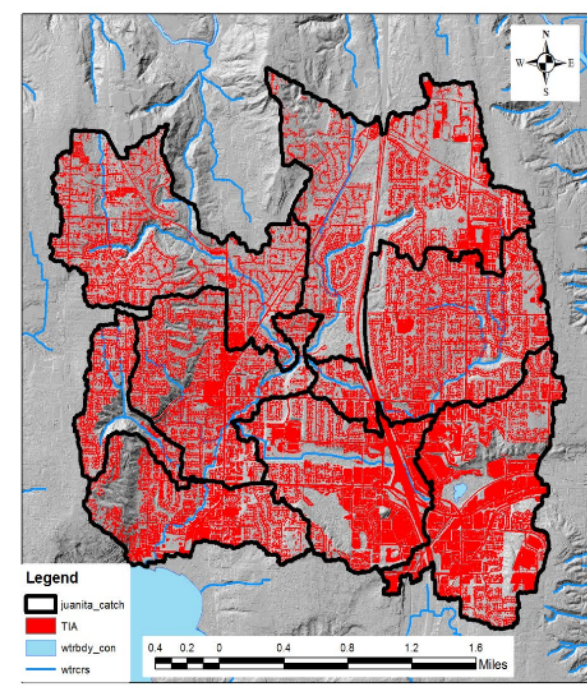 N
W E
S
Legend
juanita_catch
TIA
wtrbdy_con
wtrcrs
0.4 0.2 0 0.4 0.8 1.2 1.6
Miles